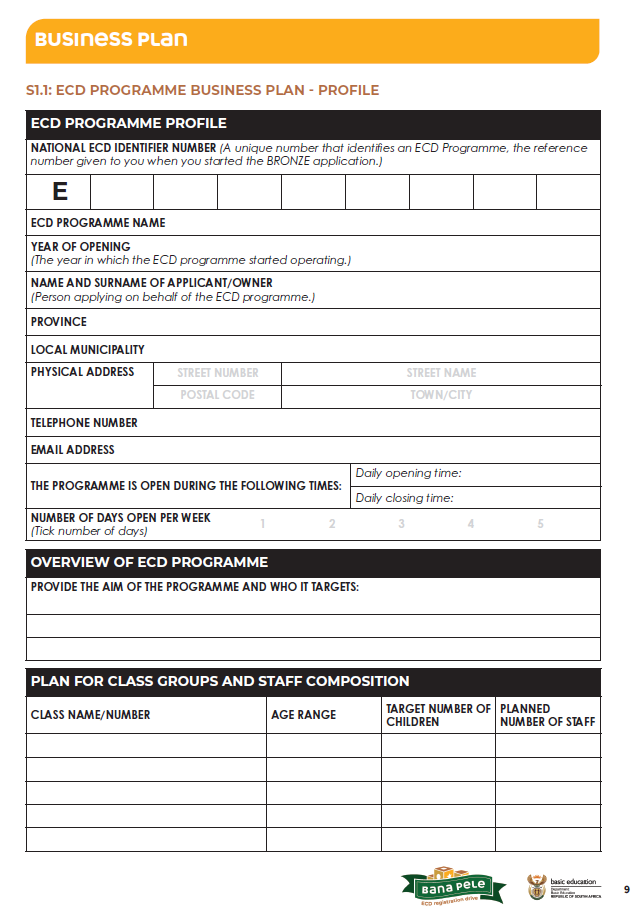 BUSINESS PLAN
S1.1: ECD PROGRAMME BUSINESS PLAN - PROFILE
ECD PROGRAMME PROFILE
NATIONAL ECD IDENTIFIER NUMBER (A unique number that identifies an ECD Programme, the reference
number given to you when you started the BRONZE application.)
E
ECD PROGRAMME NAME
YEAR OF OPENING
(The year in which the ECD programme started operating.)
NAME AND SURNAME OF APPLICANT/OWNER
(Person applying on behalf of the ECD programme.)
PROVINCE
LOCAL MUNICIPALITY
PHYSICAL ADDRESS STREET NUMBER STREET NAME
POSTAL CODE TOWN/CITY
TELEPHONE NUMBER
EMAIL ADDRESS
THE PROGRAMME IS OPEN DURING THE FOLLOWING TIMES: Daily opening time:
Daily closing time:
NUMBER OF DAYS OPEN PER WEEK 1 2 3 4 5
(Tick number of days)
OVERVIEW OF ECD PROGRAMME
PROVIDE THE AIM OF THE PROGRAMME AND WHO IT TARGETS:
PLAN FOR CLASS GROUPS AND STAFF COMPOSITION
CLASS NAME/NUMBER AGE RANGE TARGET NUMBER OF CHILDREN PLANNED NUMBER OF STAFF
BANA PELE
ECD registration drive
basic education
Department:
Basic Education
REPUBLIC OF SOUTH AFRICA
9